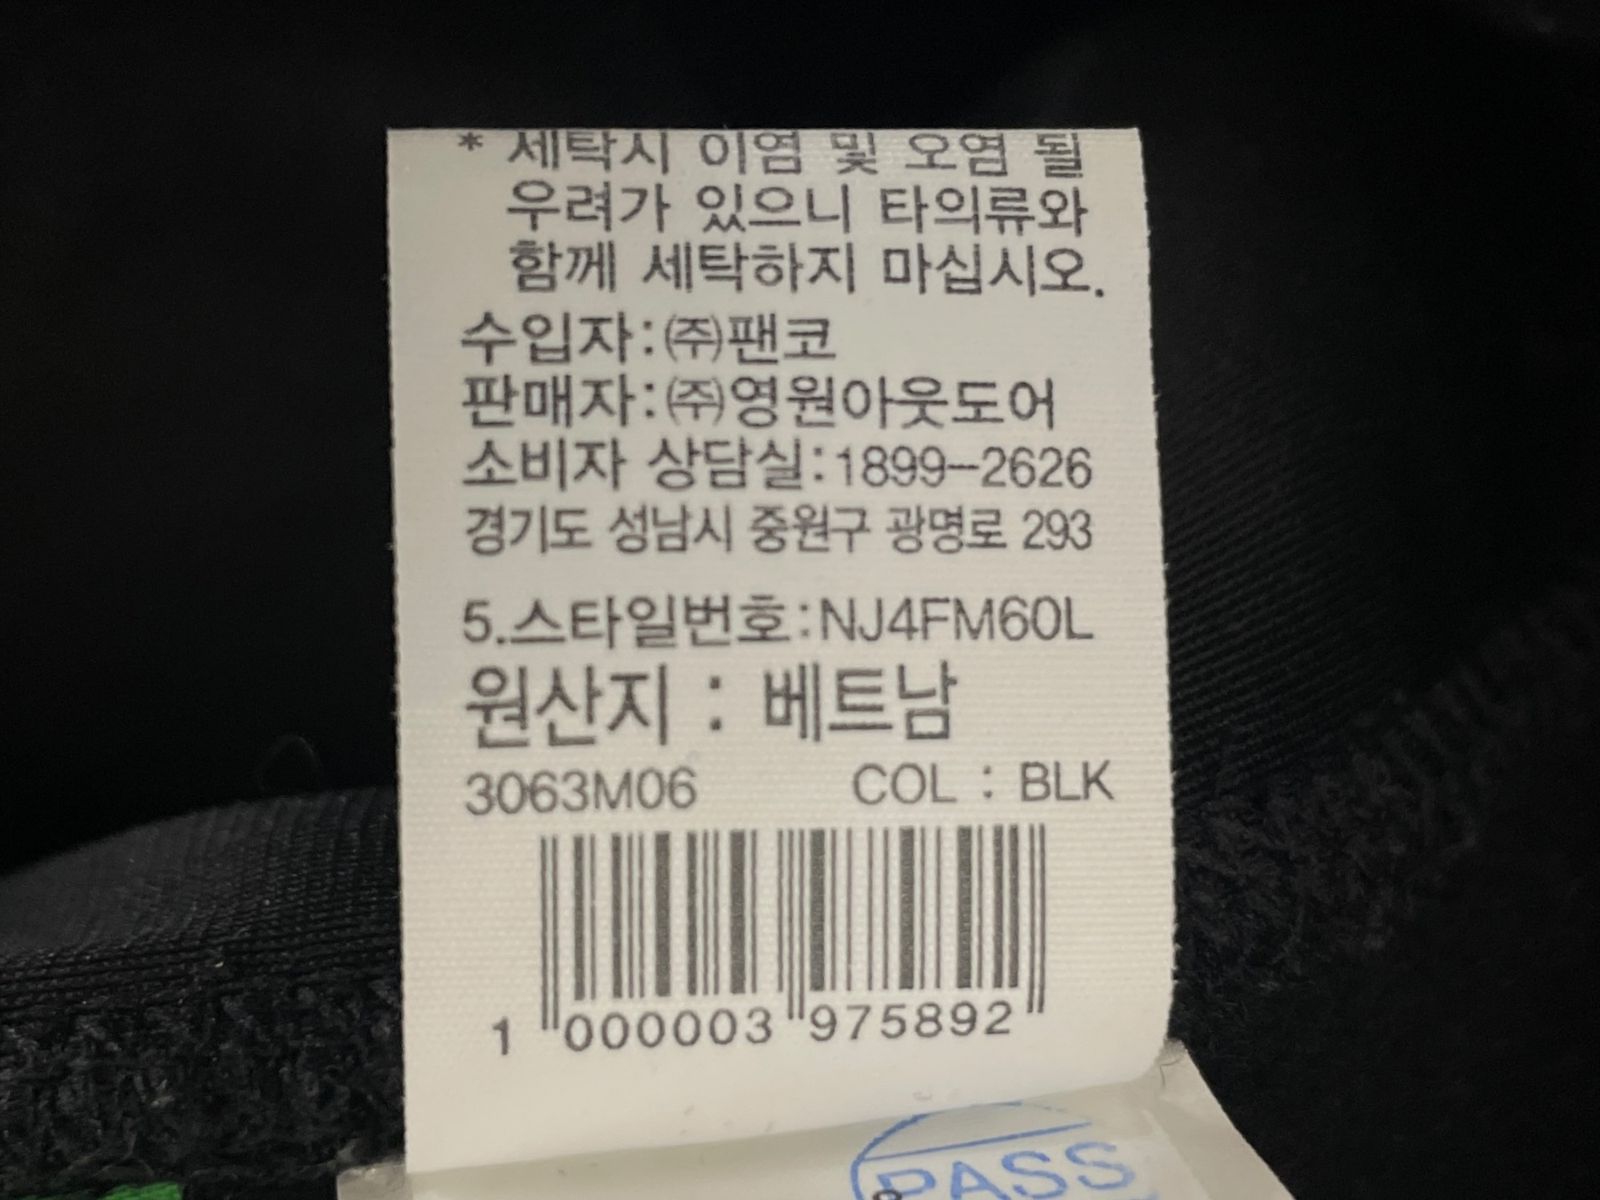 * 세탁시 이염 및 오염 될
우려가 있으니 타의류와
함께 세탁하지 마십시오.
수입자:㈜팬코
판매자:㈜영원아웃도어
소비자 상담실:1899-2626
경기도 성남시 중원구 광명로 293
5.스타일번호:NJ4FM60L
원산지 : 베트남
3063M06 COL : BLK
1 000003 975892
PASS